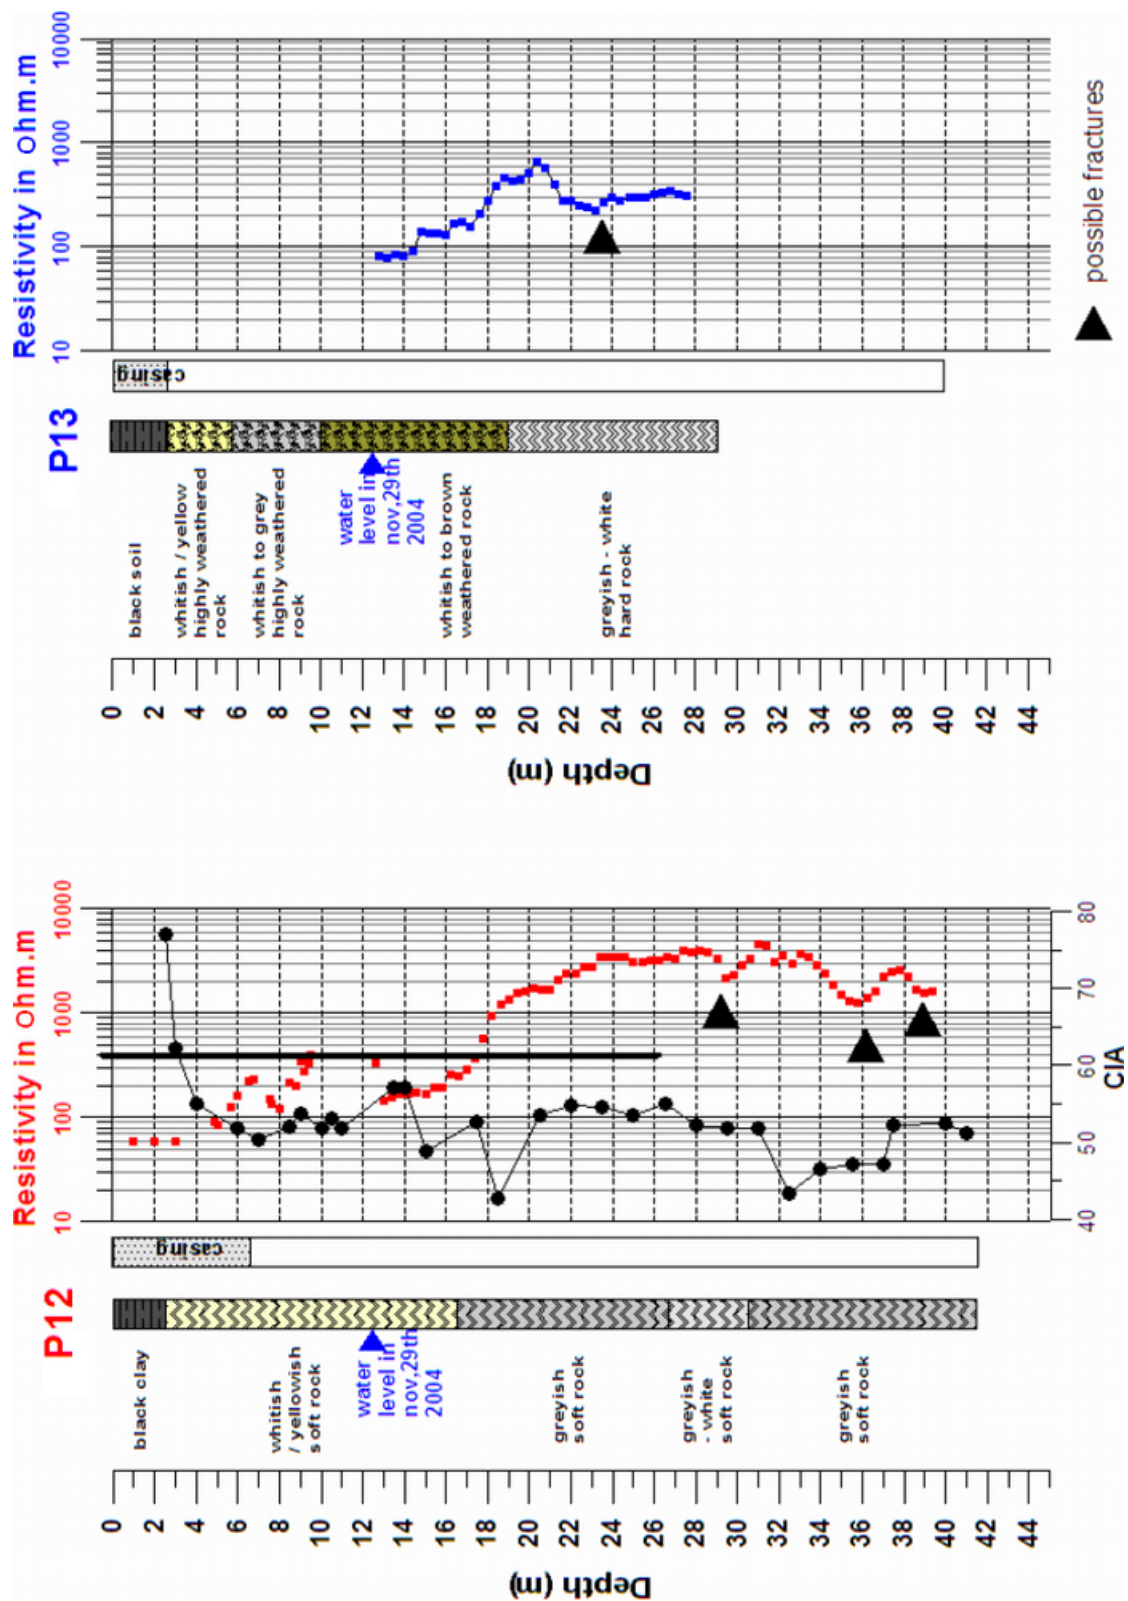 P12
Resistivity in Ohm.m
10
100
1000
10000
40
50
60
70
80
CIA
casing
black clay
whitish
/ yellowish
soft rock
water
level in
nov,29th
2004
greyish
soft rock
greyish
- white
soft rock
greyish
soft rock
0
2
4
6
8
10
12
14
16
18
20
22
24
26
28
30
32
34
36
38
40
42
44
Depth (m)
P13
Resistivity in Ohm.m
10
100
1000
10000
casing
black soil
whitish / yellow
highly weathered
rock
whitish to grey
highly weathered
rock
water
level in
nov,29th
2004
whitish to brown
weathered rock
greyish - white
hard rock
0
2
4
6
8
10
12
14
16
18
20
22
24
26
28
30
32
34
36
38
40
42
44
Depth (m)
possible fractures